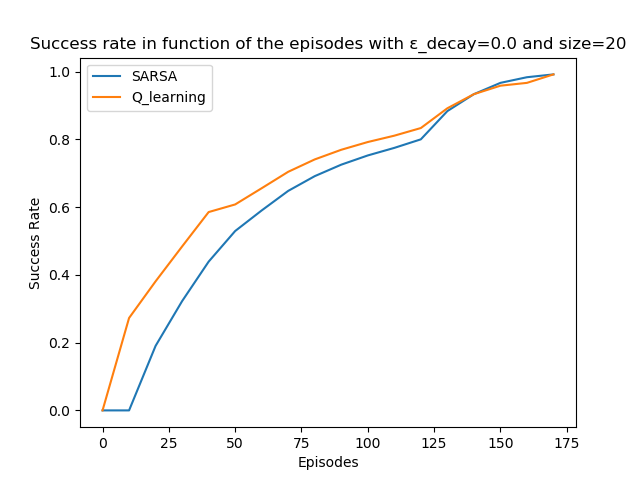 Success rate in function of the episodes with ε_decay=0.0 and size=20
SARSA
Q_learning
1.0
0.8
0.6
0.4
0.2
0.0
Success Rate
0 25 50 75 100 125 150 175
Episodes